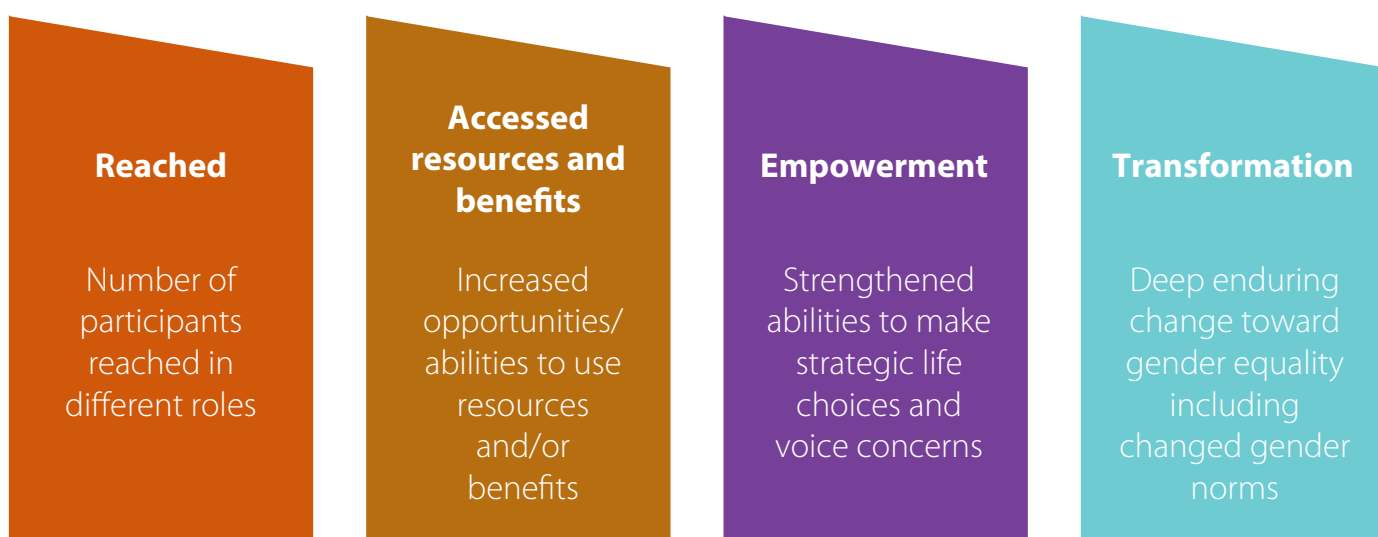 Reached
Number of
participants
reached in
different roles
Accessed
resources and
benefits
Increased
opportunities/
abilities to use
resources
and/or
benefits
Empowerment
Strengthened
abilities to make
strategic life
choices and
voice concerns
Transformation
Deep enduring
change toward
gender equality
including
changed gender
norms